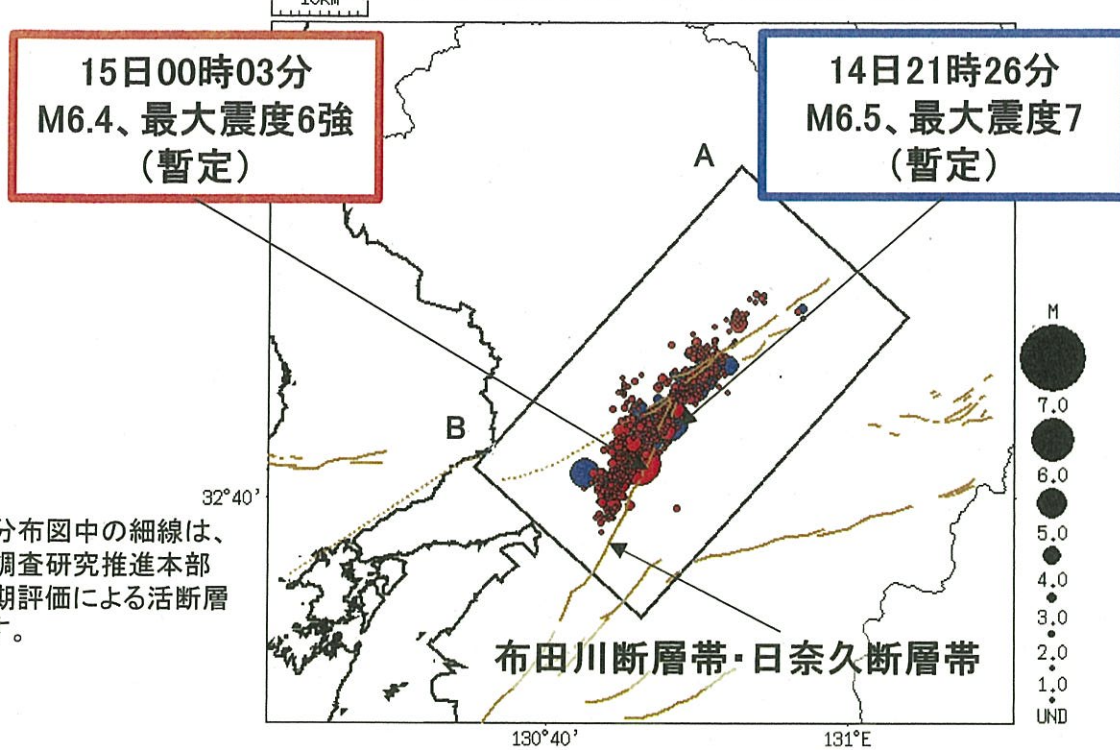 10km
15日00時03分
M6.4、最大震度6強
(暫定)
14日21時26分
M6.5、最大震度7
(暫定)
A
B
M
7.0
6.0
5.0
4.0
3.0
2.0
1.0
UND
32°40'
分布図中の細線は、
調査研究推進本部
期評価による活断層
す。
布田川断層帯・日奈久断層帯
130°40'
131°E